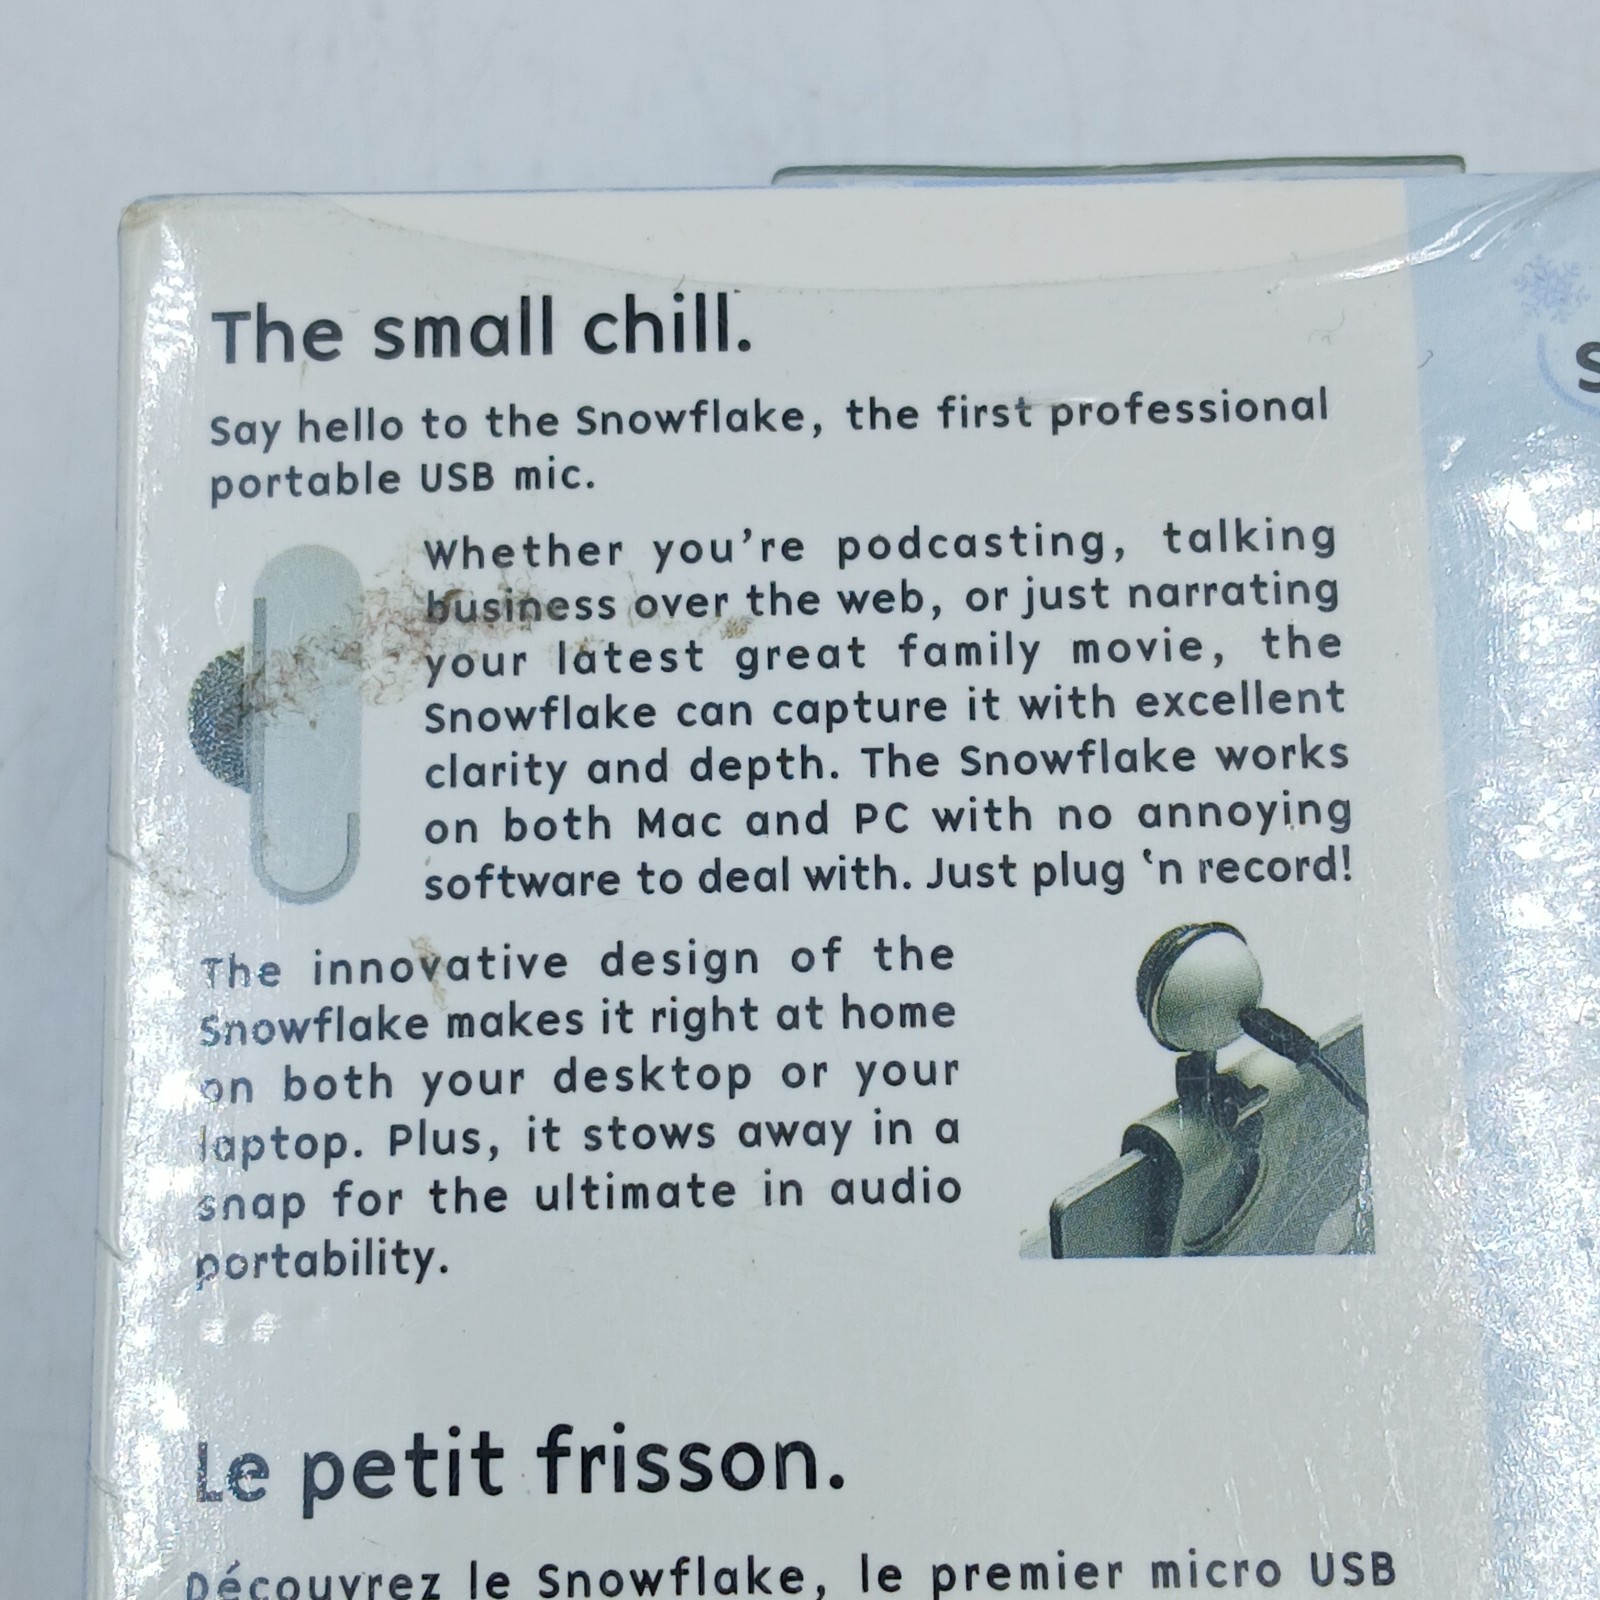 The small chill.
Say hello to the Snowflake, the first professional
portable USB mic.
Whether you're podcasting, talking
business over the web, or just narrating
your latest great family movie, the
Snowflake can capture it with excellent
clarity and depth. The Snowflake works
on both Mac and PC with no annoying
software to deal with. Just plug 'n record!
The innovative design of the
Snowflake makes it right at home
on both your desktop or your
laptop. Plus, it stows away in a
snap for the ultimate in audio
portability.
Le petit frisson.
Découvrez le Snowflake, le premier micro USB